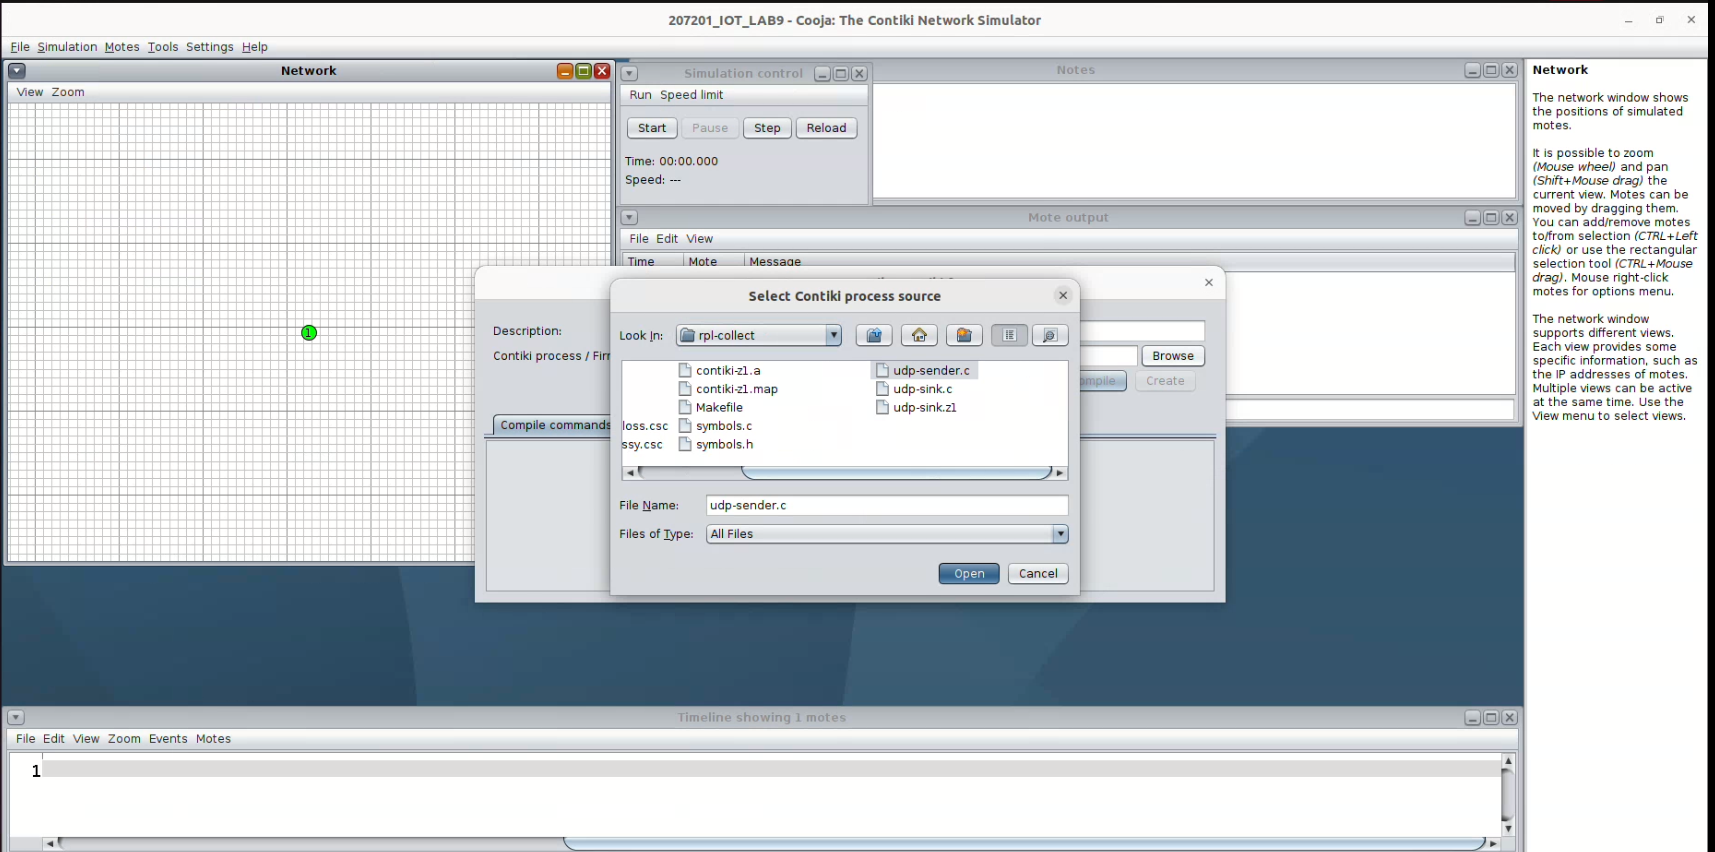 207201_IOT_LAB9 - Cooja: The Contiki Network Simulator
File Simulation Motes Tools Settings Help
Network
View Zoom
1
Simulation control
Run Speed limit
Start Pause Step Reload
Time: 00:00.000
Speed: ---
Notes
Mote output
File Edit View
Time Mote Message
Description:
Contiki process / Firr
Browse
mpile Create
Compile commands
Select Contiki process source
Look In: rpl-collect
contiki-z1.a udp-sender.c
contiki-z1.map udp-sink.c
Makefile udp-sink.z1
loss.csc symbols.c
ssy.csc symbols.h
File Name: udp-sender.c
Files of Type: All Files
Open Cancel
Timeline showing 1 motes
File Edit View Zoom Events Motes
1
Network
The network window shows
the positions of simulated
motes.
It is possible to zoom
(Mouse wheel) and pan
(Shift+Mouse drag) the
current view. Motes can be
moved by dragging them.
You can add/remove motes
to/from selection (CTRL+Left
click) or use the rectangular
selection tool (CTRL+Mouse
drag). Mouse right-click
motes for options menu.
The network window
supports different views.
Each view provides some
specific information, such as
the IP addresses of motes.
Multiple views can be active
at the same time. Use the
View menu to select views.